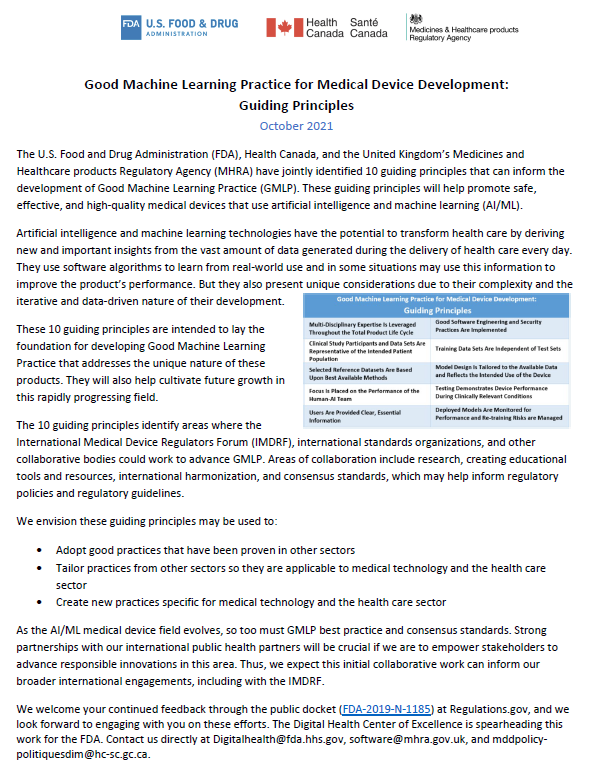 FDA U.S. FOOD & DRUG
ADMINISTRATION
Health Santé
Canada Canada
Medicines & Healthcare products
Regulatory Agency
Good Machine Learning Practice for Medical Device Development:
Guiding Principles
October 2021
The U.S. Food and Drug Administration (FDA), Health Canada, and the United Kingdom's Medicines and
Healthcare products Regulatory Agency (MHRA) have jointly identified 10 guiding principles that can inform the
development of Good Machine Learning Practice (GMLP). These guiding principles will help promote safe,
effective, and high-quality medical devices that use artificial intelligence and machine learning (AI/ML).
Artificial intelligence and machine learning technologies have the potential to transform health care by deriving
new and important insights from the vast amount of data generated during the delivery of health care every day.
They use software algorithms to learn from real-world use and in some situations may use this information to
improve the product's performance. But they also present unique considerations due to their complexity and the
iterative and data-driven nature of their development.
These 10 guiding principles are intended to lay the
foundation for developing Good Machine Learning
Practice that addresses the unique nature of these
products. They will also help cultivate future growth in
this rapidly progressing field.
Good Machine Learning Practice for Medical Device Development:
Guiding Principles
Multi-Disciplinary Expertise Is Leveraged
Throughout the Total Product Life Cycle
Good Software Engineering and Security
Practices Are Implemented
Clinical Study Participants and Data Sets Are
Representative of the Intended Patient
Population
Training Data Sets Are Independent of Test Sets
Selected Reference Datasets Are Based
Upon Best Available Methods
Model Design Is Tailored to the Available Data
and Reflects the Intended Use of the Device
Focus Is Placed on the Performance of the
Human-AI Team
Testing Demonstrates Device Performance
During Clinically Relevant Conditions
Users Are Provided Clear, Essential
Information
Deployed Models Are Monitored for
Performance and Re-training Risks are Managed
The 10 guiding principles identify areas where the
International Medical Device Regulators Forum (IMDRF), international standards organizations, and other
collaborative bodies could work to advance GMLP. Areas of collaboration include research, creating educational
tools and resources, international harmonization, and consensus standards, which may help inform regulatory
policies and regulatory guidelines.
We envision these guiding principles may be used to:
• Adopt good practices that have been proven in other sectors
• Tailor practices from other sectors so they are applicable to medical technology and the health care
sector
• Create new practices specific for medical technology and the health care sector
As the AI/ML medical device field evolves, so too must GMLP best practice and consensus standards. Strong
partnerships with our international public health partners will be crucial if we are to empower stakeholders to
advance responsible innovations in this area. Thus, we expect this initial collaborative work can inform our
broader international engagements, including with the IMDRF.
We welcome your continued feedback through the public docket (FDA-2019-N-1185) at Regulations.gov, and we
look forward to engaging with you on these efforts. The Digital Health Center of Excellence is spearheading this
work for the FDA. Contact us directly at Digitalhealth@fda.hhs.gov, software@mhra.gov.uk, and mddpolicy-
politiquesdim@hc-sc.gc.ca.